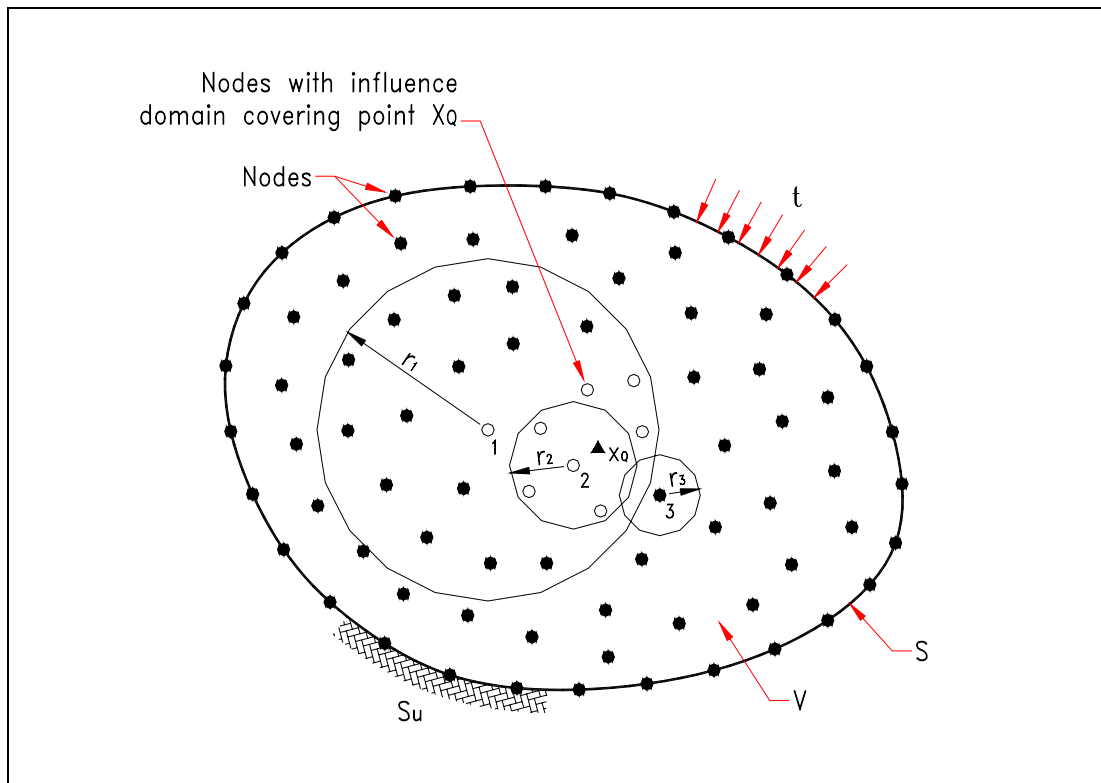 Nodes with influence
domain covering point XQ
Nodes
t
r1
1
r2
2
XQ
r3
3
S
V
Su